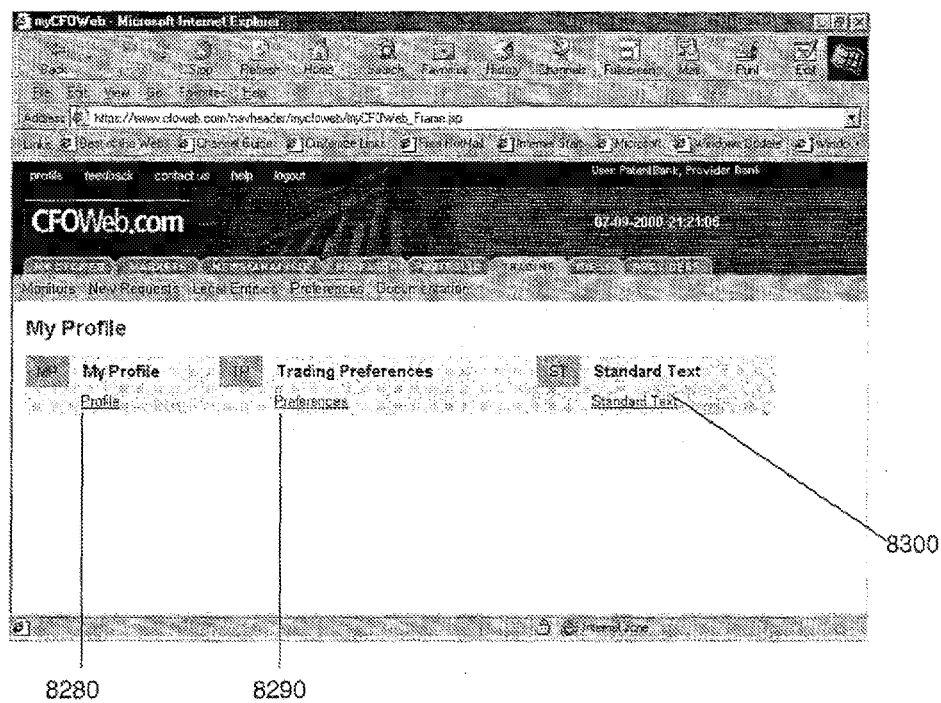 myCFOWeb - Microsoft Internet Explorer
Back Stop Refresh Home Search Favorites History Channels Fullscreen Mail Print Edit
File Edit View Go Favorites Help
Address https://www.cfoweb.com/navheader/mycfoweb/myCFOWeb_Frame.jsp
Links Best of the Web Channel Guide Customize Links Free HotMail Internet Start Microsoft Windows Update
profile feedback contact us help logout User: PatentBank, Provider Bank
CFOWeb.com 07-09-2000 21:21:06
TRADING
Monitors New Requests Legal Entities Preferences Documentation
My Profile
MP My Profile TP Trading Preferences ST Standard Text
Profile Preferences Standard Text
8300
Internet zone
8280 8290